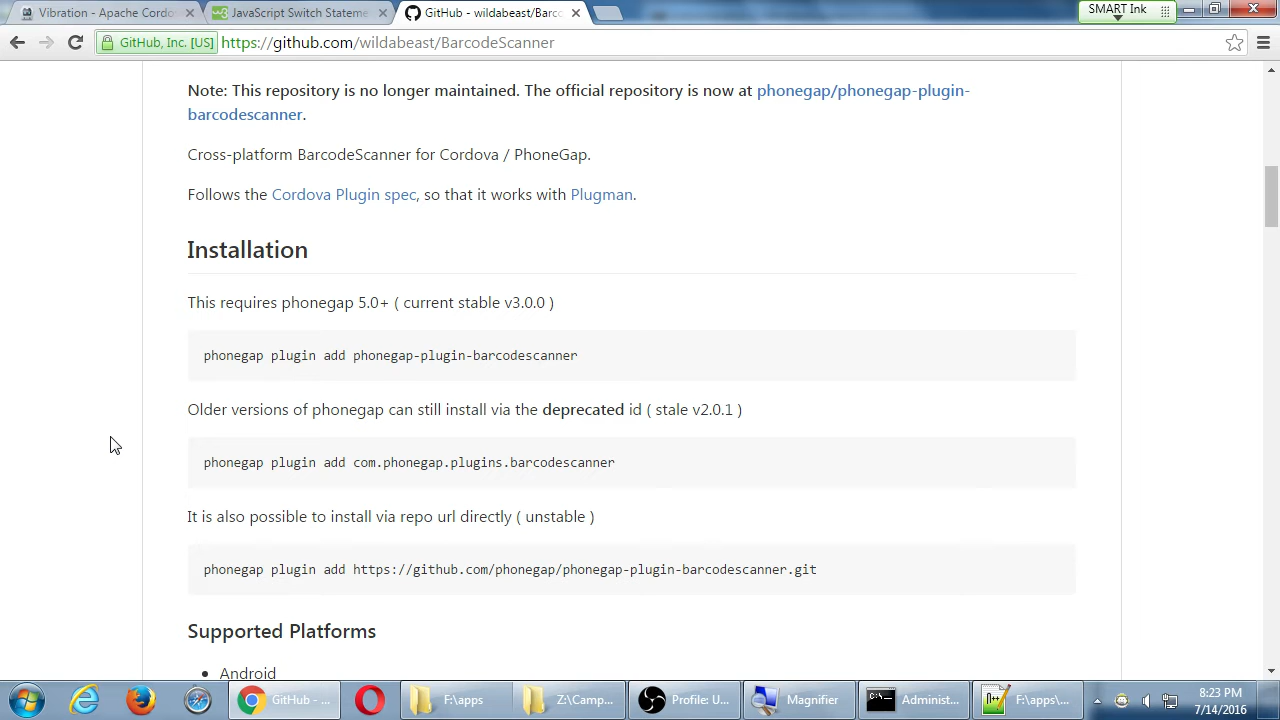 Vibration - Apache Cordo
JavaScript Switch Stateme
GitHub - wildabeast/Barc
SMART Ink
GitHub, Inc. [US] https://github.com/wildabeast/BarcodeScanner
Note: This repository is no longer maintained. The official repository is now at phonegap/phonegap-plugin-
barcodescanner.
Cross-platform BarcodeScanner for Cordova / PhoneGap.
Follows the Cordova Plugin spec, so that it works with Plugman.
Installation
This requires phonegap 5.0+ ( current stable v3.0.0 )
phonegap plugin add phonegap-plugin-barcodescanner
Older versions of phonegap can still install via the deprecated id ( stale v2.0.1 )
phonegap plugin add com.phonegap.plugins.barcodescanner
It is also possible to install via repo url directly ( unstable )
phonegap plugin add https://github.com/phonegap/phonegap-plugin-barcodescanner.git
Supported Platforms
• Android
GitHub - ...
F:\apps
Z:\Camp...
Profile: U...
Magnifier
Administ...
F:\apps\...
8:23 PM
7/14/2016